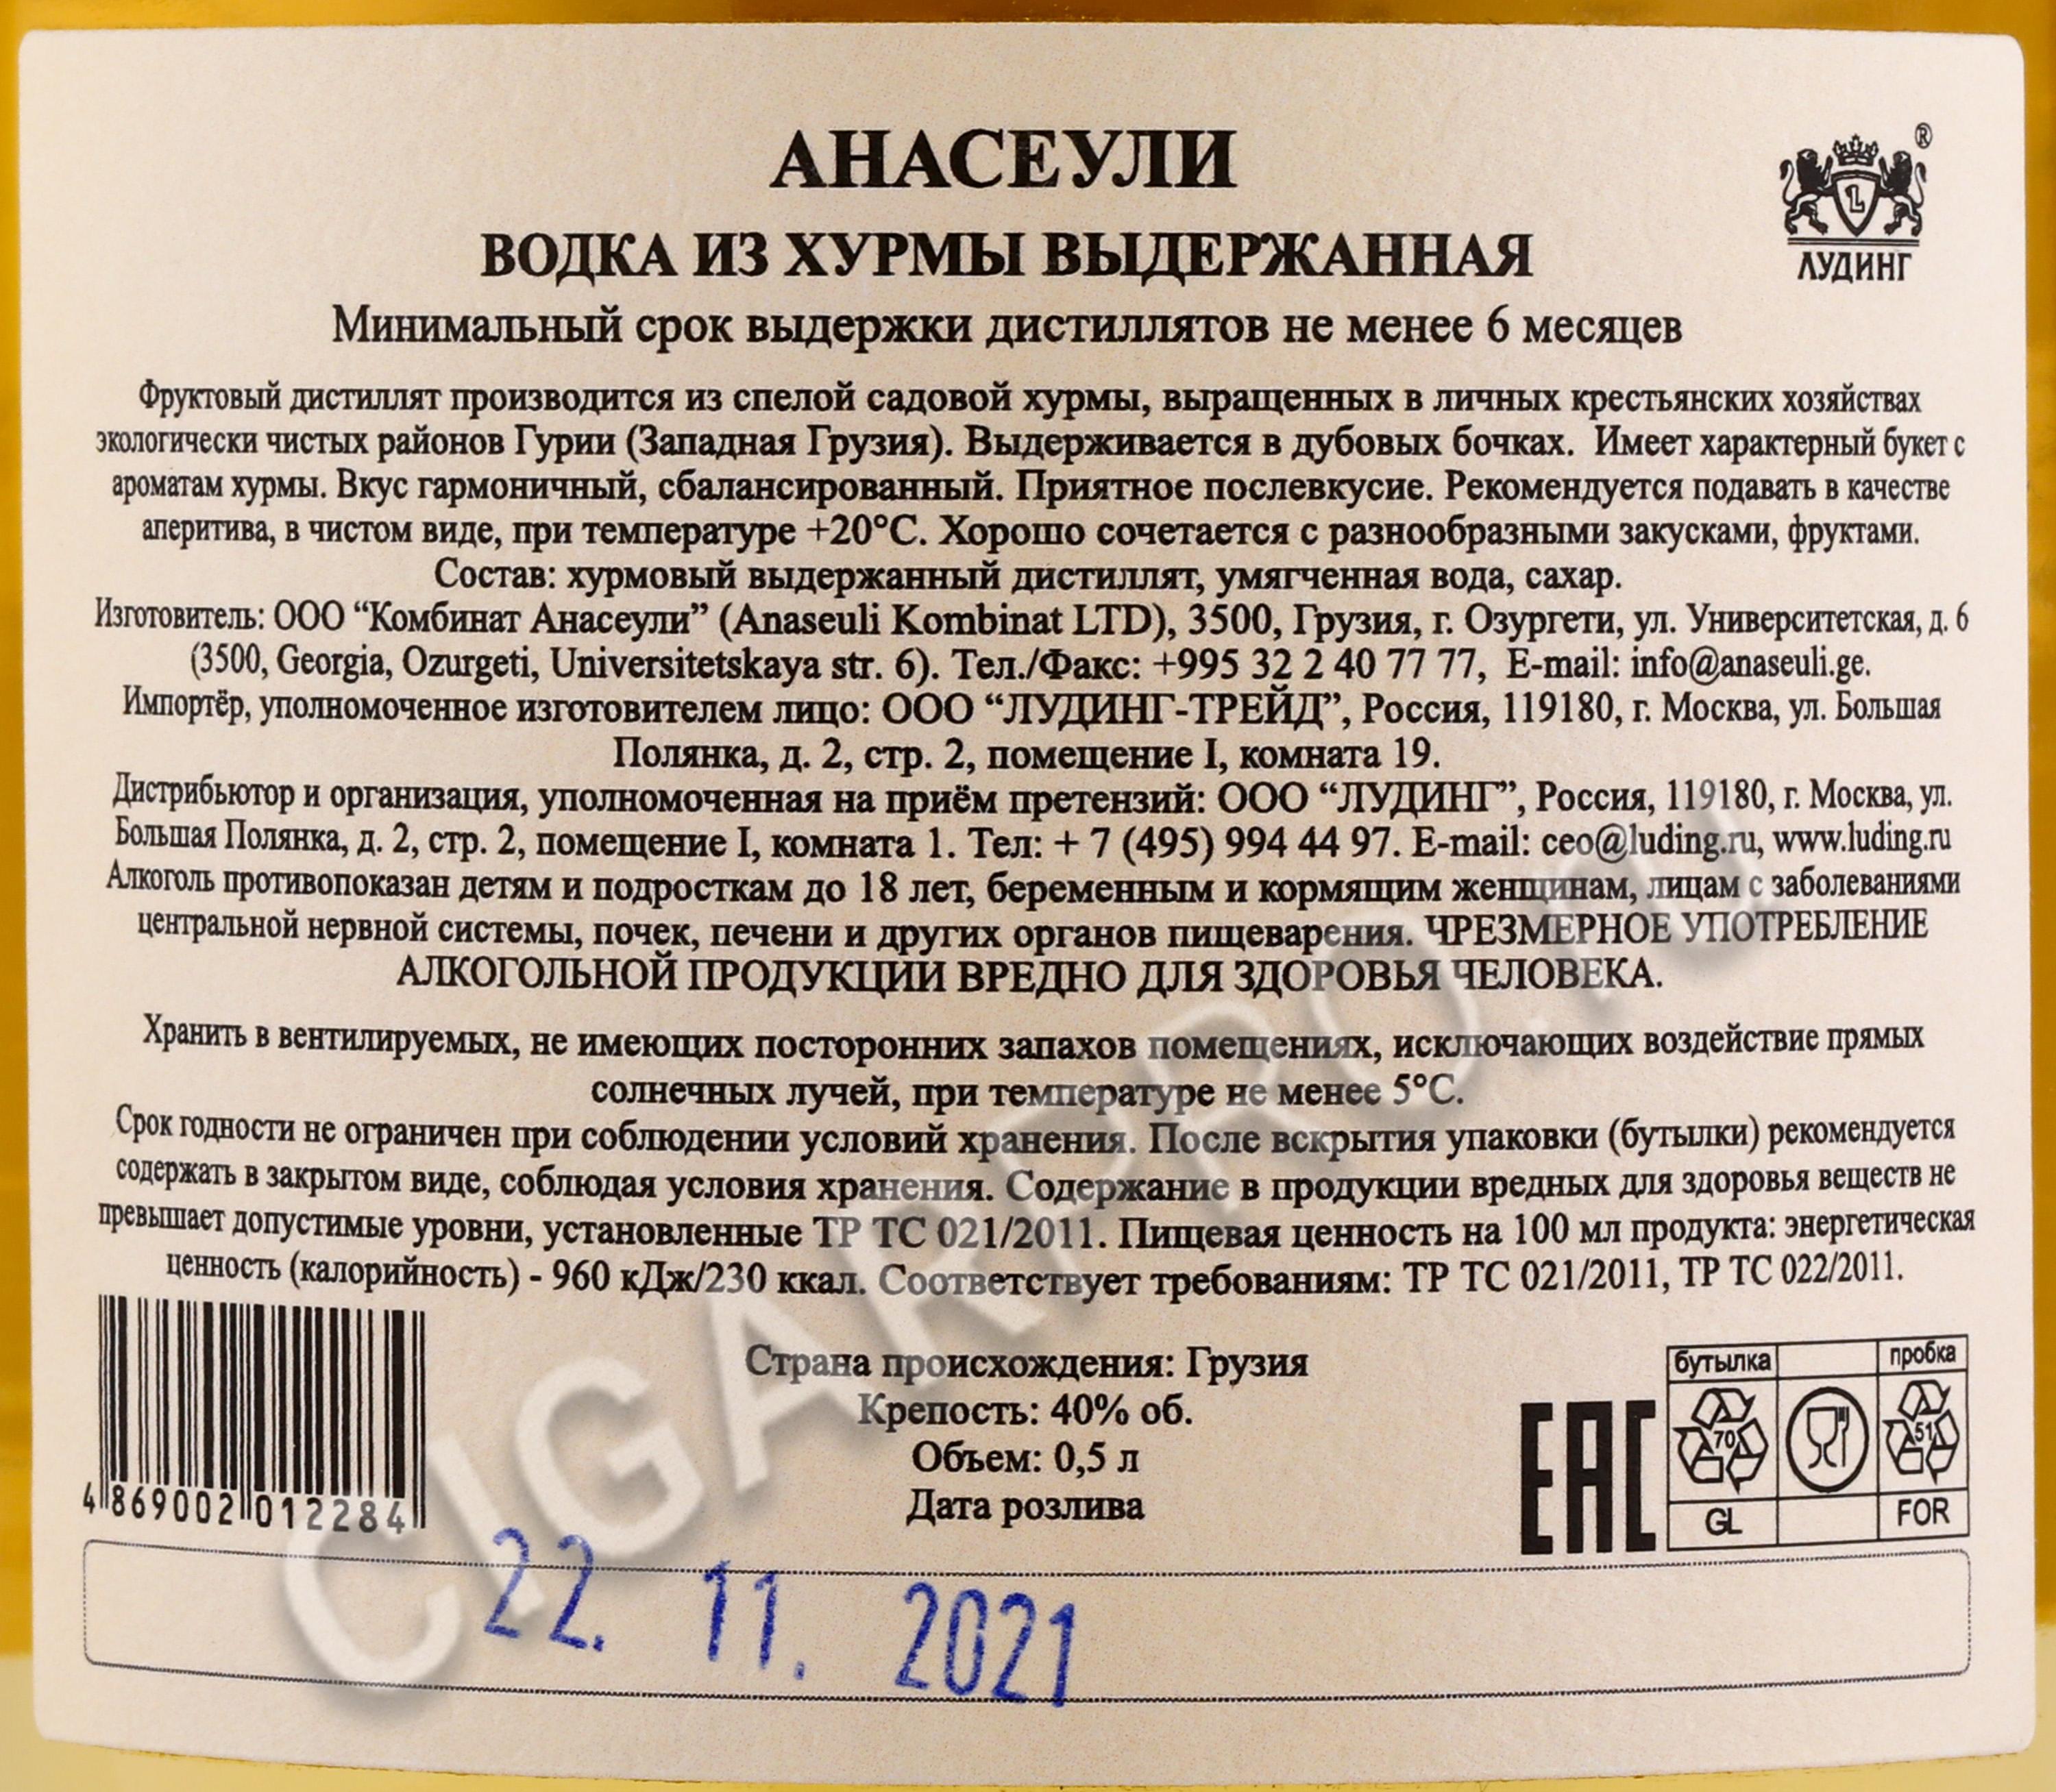 АНАСЕУЛИ
®
ЛУДИНГ
ВОДКА ИЗ ХУРМЫ ВЫДЕРЖАННАЯ
Минимальный срок выдержки дистиллятов не менее 6 месяцев
Фруктовый дистиллят производится из спелой садовой хурмы, выращенных в личных крестьянских хозяйствах
экологически чистых районов Гурии (Западная Грузия). Выдерживается в дубовых бочках. Имеет характерный букет с
ароматам хурмы. Вкус гармоничный, сбалансированный. Приятное послевкусие. Рекомендуется подавать в качестве
аперитива, в чистом виде, при температуре +20°С. Хорошо сочетается с разнообразными закусками, фруктами.
Состав: хурмовый выдержанный дистиллят, умягченная вода, сахар.
Изготовитель: ООО “Комбинат Анасеули” (Anaseuli Kombinat LTD), 3500, Грузия, г. Озургети, ул. Университетская, д. 6
(3500, Georgia, Ozurgeti, Universitetskaya str. 6). Тел./Факс: +995 32 2 40 77 77, E-mail: info@anaseuli.ge.
Импортёр, уполномоченное изготовителем лицо: ООО “ЛУДИНГ-ТРЕЙД”, Россия, 119180, г. Москва, ул. Большая
Полянка, д. 2, стр. 2, помещение I, комната 19.
Дистрибьютор и организация, уполномоченная на приём претензий: ООО “ЛУДИНГ”, Россия, 119180, г. Москва, ул.
Большая Полянка, д. 2, стр. 2, помещение I, комната 1. Тел: + 7 (495) 994 44 97. E-mail: ceo@luding.ru, www.luding.ru
Алкоголь противопоказан детям и подросткам до 18 лет, беременным и кормящим женщинам, лицам с заболеваниями
центральной нервной системы, почек, печени и других органов пищеварения. ЧРЕЗМЕРНОЕ УПОТРЕБЛЕНИЕ
АЛКОГОЛЬНОЙ ПРОДУКЦИИ ВРЕДНО ДЛЯ ЗДОРОВЬЯ ЧЕЛОВЕКА.
Хранить в вентилируемых, не имеющих посторонних запахов помещениях, исключающих воздействие прямых
солнечных лучей, при температуре не менее 5°С.
Срок годности не ограничен при соблюдении условий хранения. После вскрытия упаковки (бутылки) рекомендуется
содержать в закрытом виде, соблюдая условия хранения. Содержание в продукции вредных для здоровья веществ не
превышает допустимые уровни, установленные ТР ТС 021/2011. Пищевая ценность на 100 мл продукта: энергетическая
ценность (калорийность) - 960 кДж/230 ккал. Соответствует требованиям: ТР ТС 021/2011, ТР ТС 022/2011.
4 869002 012284
Страна происхождения: Грузия
Крепость: 40% об.
Объем: 0,5 л
Дата розлива
EAC
бутылка пробка
70 51
GL FOR
22. 11. 2021
CIGARPRO.RU